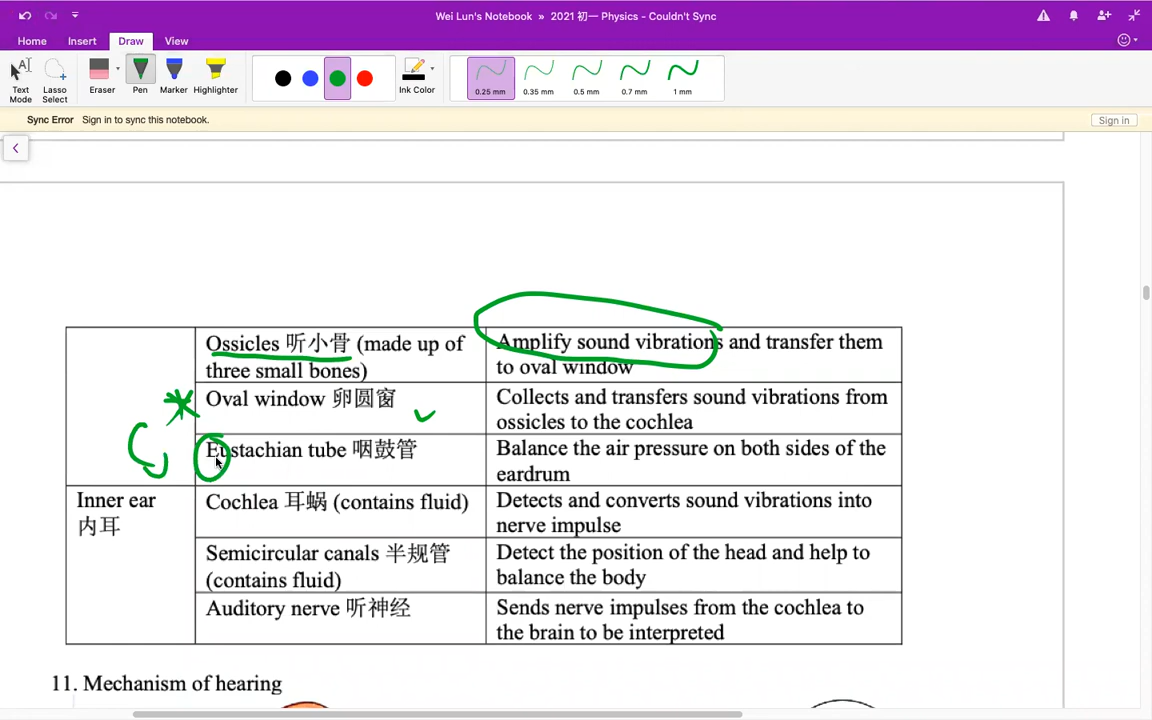 Wei Lun's Notebook » 2021 初一 Physics - Couldn't Sync
Home Insert Draw View
Text Mode
Lasso Select
Eraser
Pen
Marker
Highlighter
Ink Color
0.25 mm
0.35 mm
0.5 mm
0.7 mm
1 mm
Sync Error Sign in to sync this notebook.
Sign in
Ossicles 听小骨 (made up of
three small bones)
Amplify sound vibrations and transfer them
to oval window
Oval window 卵圆窗
Collects and transfers sound vibrations from
ossicles to the cochlea
Eustachian tube 咽鼓管
Balance the air pressure on both sides of the
eardrum
Inner ear
内耳
Cochlea 耳蜗 (contains fluid)
Detects and converts sound vibrations into
nerve impulse
Semicircular canals 半规管
(contains fluid)
Detect the position of the head and help to
balance the body
Auditory nerve 听神经
Sends nerve impulses from the cochlea to
the brain to be interpreted
11. Mechanism of hearing